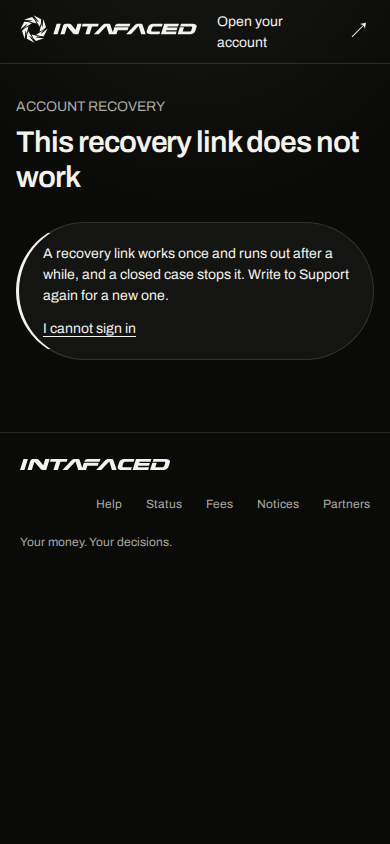 INTAFACED
Open your
account
ACCOUNT RECOVERY
This recovery link does not
work
A recovery link works once and runs out after a
while, and a closed case stops it. Write to Support
again for a new one.
I cannot sign in
INTAFACED
Help Status Fees Notices Partners
Your money. Your decisions.